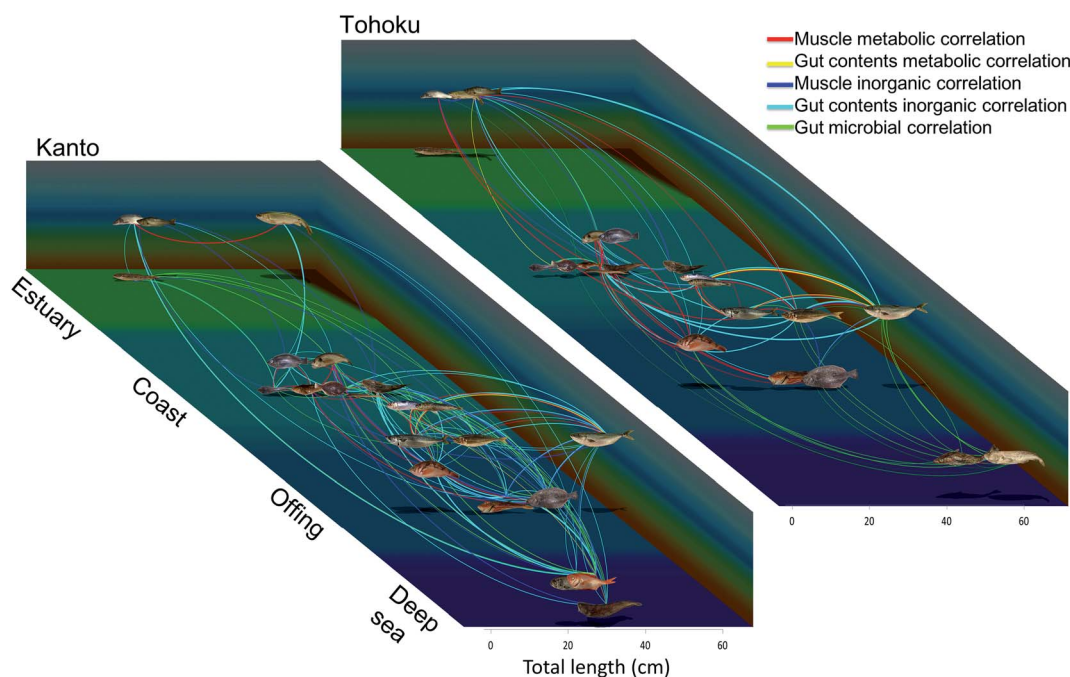 Tohoku
Muscle metabolic correlation
Gut contents metabolic correlation
Muscle inorganic correlation
Gut contents inorganic correlation
Gut microbial correlation
Kanto
Estuary
Coast
Offing
Deep
sea
0 20 40 60
0 20 40 60
Total length (cm)